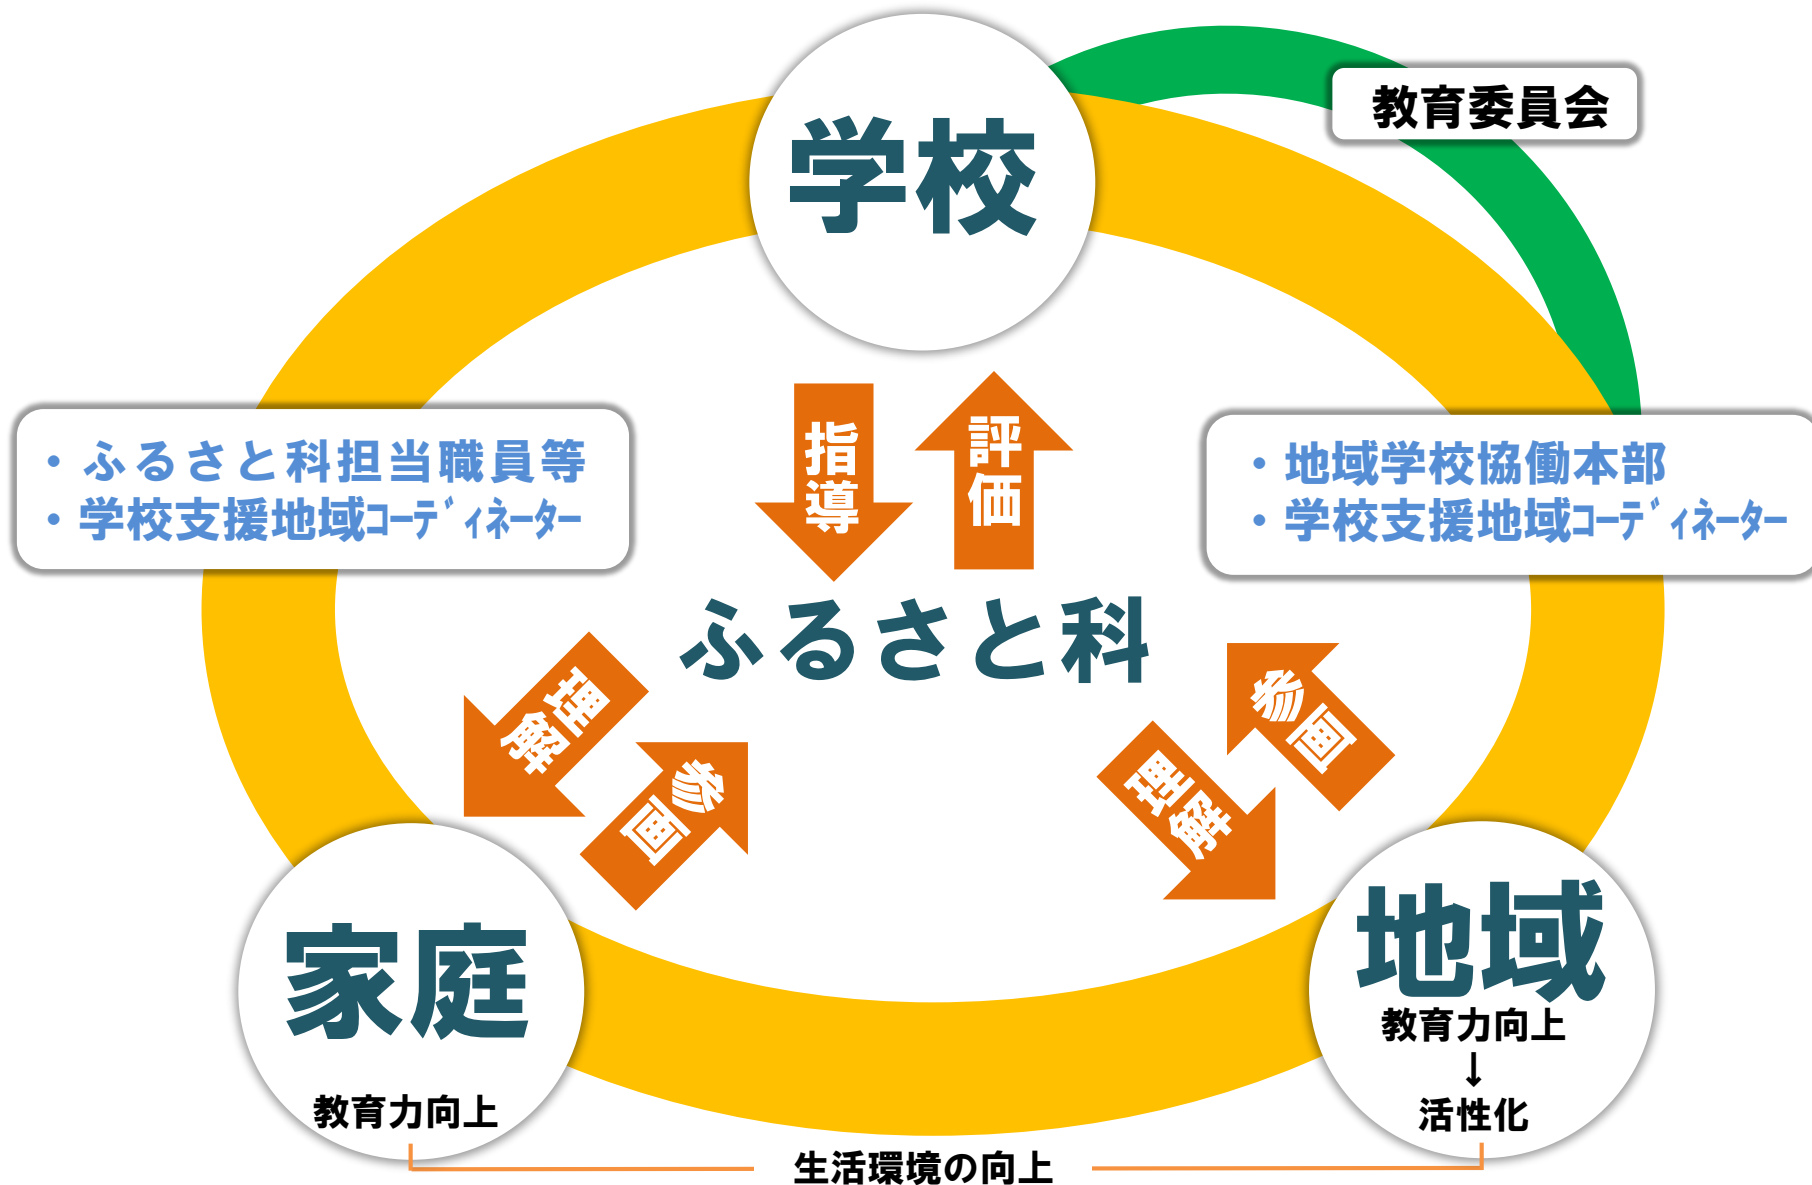 学校
教育委員会
・ふるさと科担当職員等
・学校支援地域ｺｰﾃﾞｨﾈｰﾀｰ
指導
評価
・地域学校協働本部
・学校支援地域ｺｰﾃﾞｨﾈｰﾀｰ
ふるさと科
理解
参画
理解
参画
家庭
教育力向上
地域
教育力向上
↓
活性化
生活環境の向上